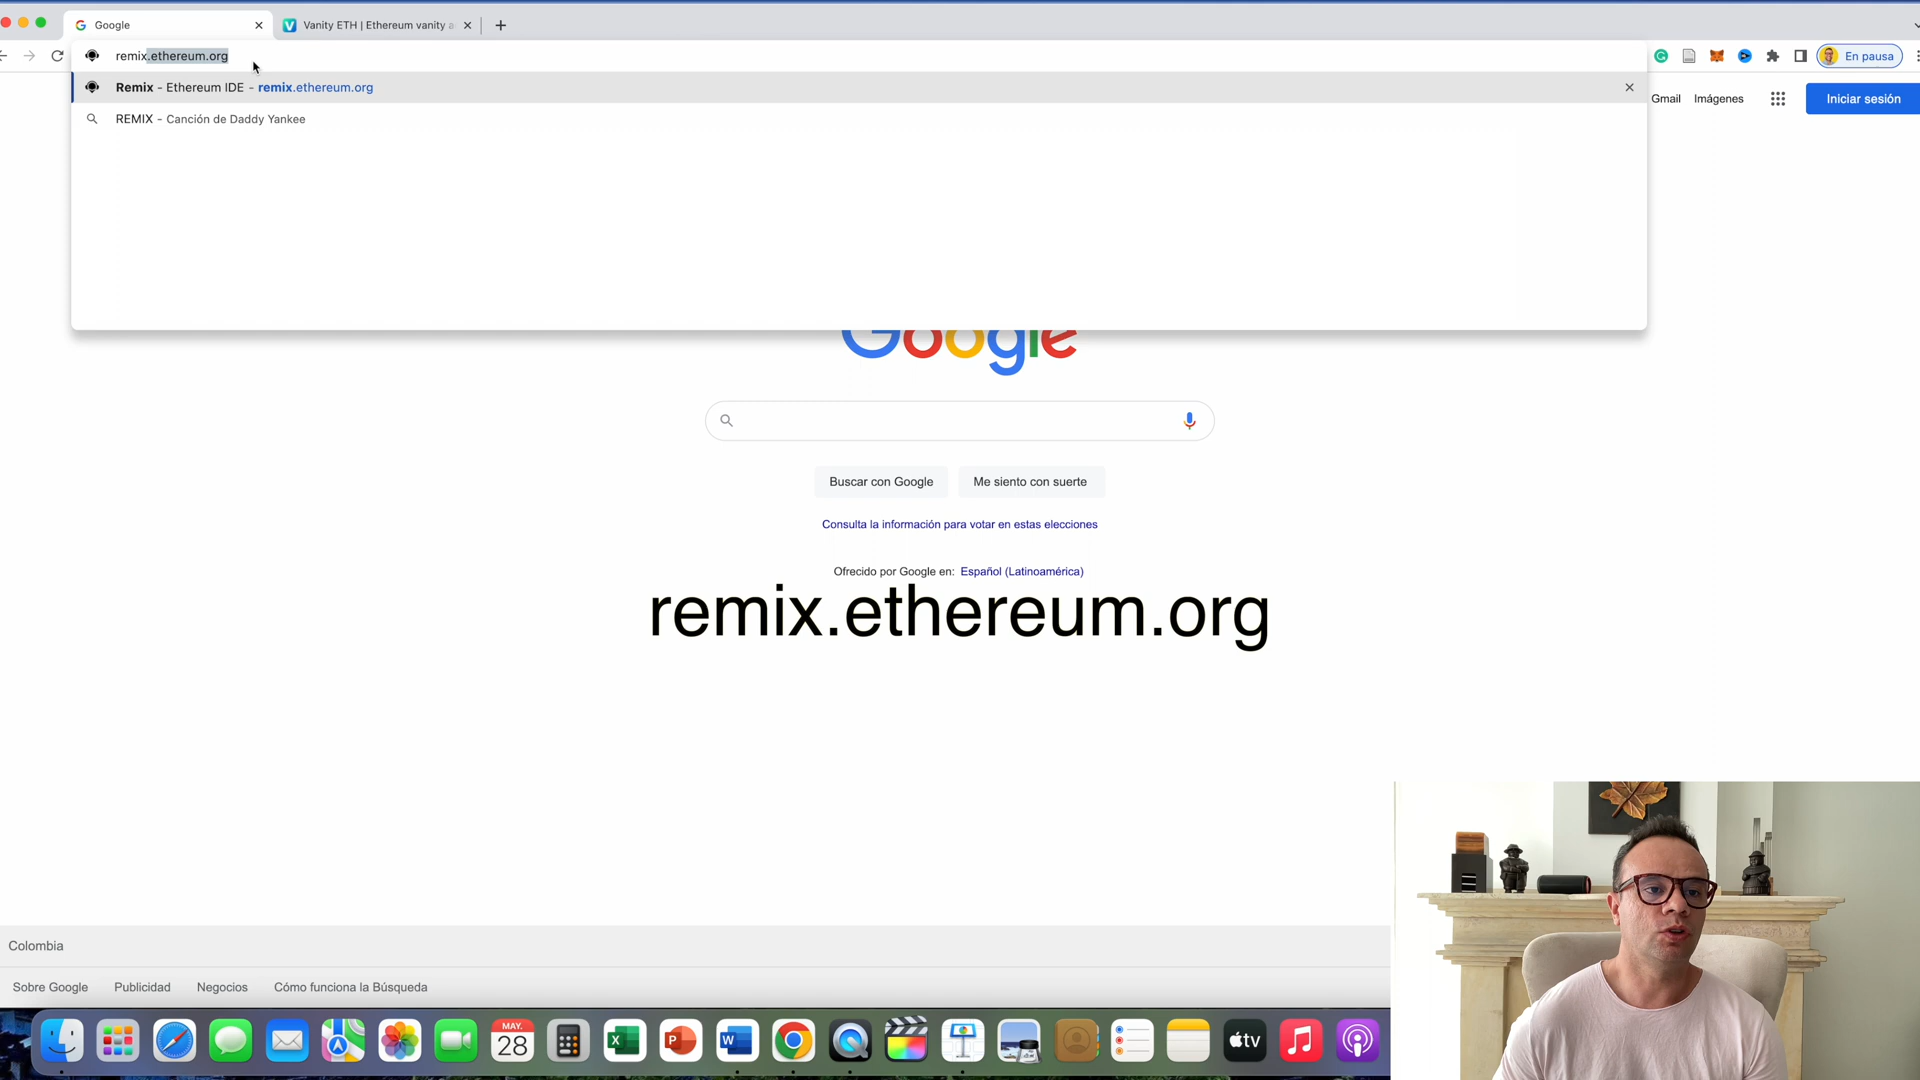 Google
Vanity ETH | Ethereum vanity a
remix.ethereum.org
En pausa
Remix - Ethereum IDE - remix.ethereum.org
REMIX - Canción de Daddy Yankee
Gmail
Imágenes
Iniciar sesión
Google
Buscar con Google
Me siento con suerte
Consulta la información para votar en estas elecciones
Ofrecido por Google en: Español (Latinoamérica)
remix.ethereum.org
Colombia
Sobre Google
Publicidad
Negocios
Cómo funciona la Búsqueda
MAY.
28
X
P
W
tv